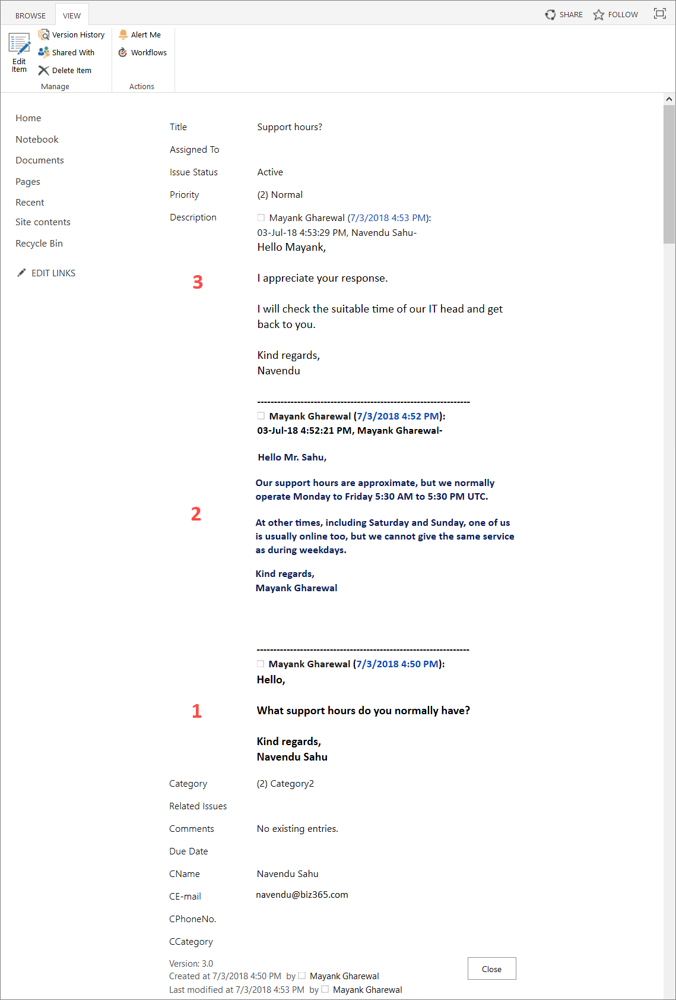 BROWSE VIEW SHARE FOLLOW
Edit Item
Version History
Shared With
Delete Item
Manage
Alert Me
Workflows
Actions
Home
Notebook
Documents
Pages
Recent
Site contents
Recycle Bin
EDIT LINKS
Title Support hours?
Assigned To
Issue Status Active
Priority (2) Normal
Description Mayank Gharewal (7/3/2018 4:53 PM):
03-Jul-18 4:53:29 PM, Navendu Sahu-
Hello Mayank,
3
I appreciate your response.
I will check the suitable time of our IT head and get
back to you.
Kind regards,
Navendu
----------------------------------------------------------------
Mayank Gharewal (7/3/2018 4:52 PM):
03-Jul-18 4:52:21 PM, Mayank Gharewal-
Hello Mr. Sahu,
Our support hours are approximate, but we normally
operate Monday to Friday 5:30 AM to 5:30 PM UTC.
2
At other times, including Saturday and Sunday, one of us
is usually online too, but we cannot give the same service
as during weekdays.
Kind regards,
Mayank Gharewal
----------------------------------------------------------------
Mayank Gharewal (7/3/2018 4:50 PM):
Hello,
1
What support hours do you normally have?
Kind regards,
Navendu Sahu
Category (2) Category2
Related Issues
Comments No existing entries.
Due Date
CName Navendu Sahu
CE-mail navendu@biz365.com
CPhoneNo.
CCategory
Version: 3.0
Created at 7/3/2018 4:50 PM by Mayank Gharewal
Last modified at 7/3/2018 4:53 PM by Mayank Gharewal
Close